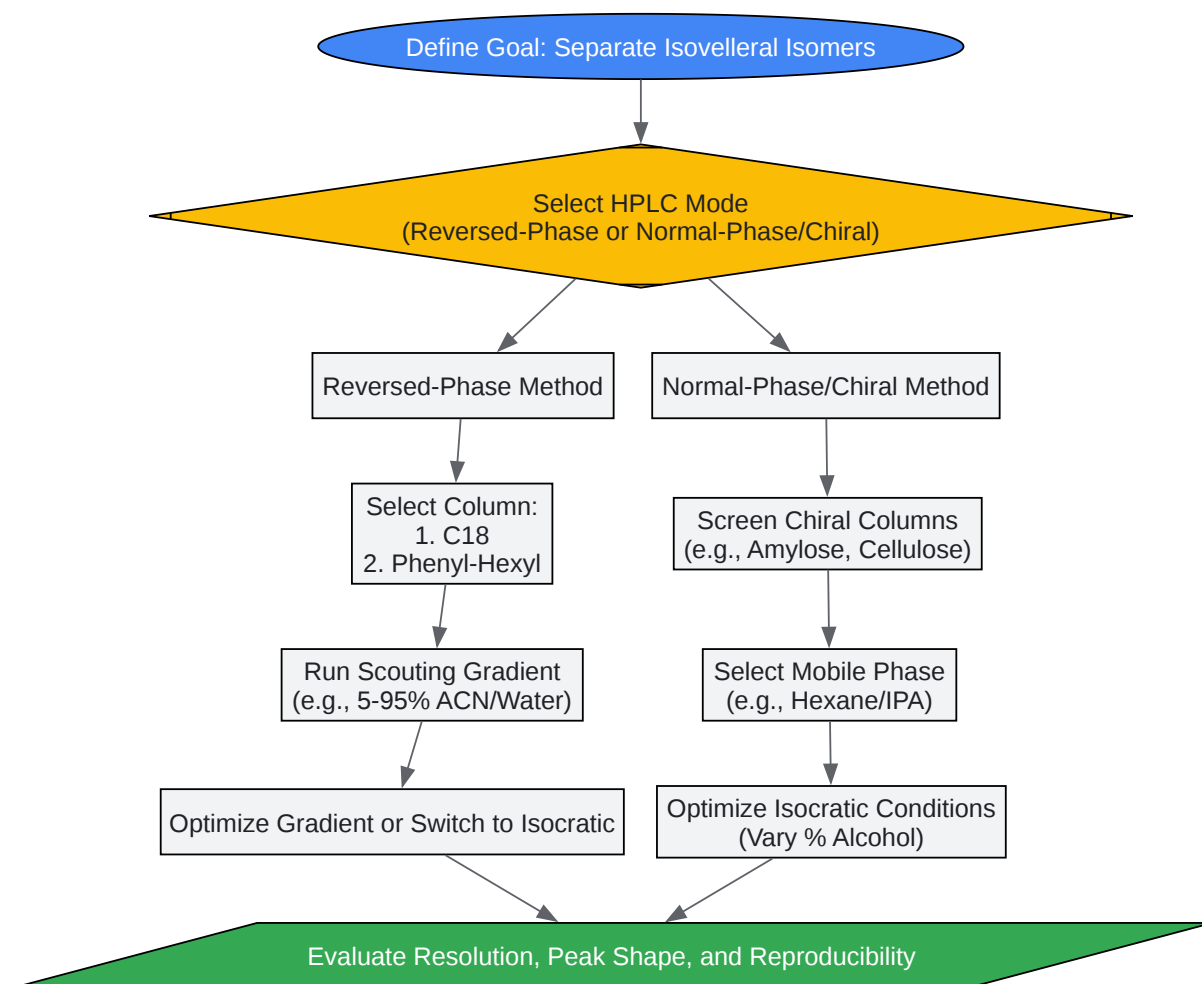 Define Goal: Separate Isovelleral Isomers
Select HPLC Mode
(Reversed-Phase or Normal-Phase/Chiral)
Reversed-Phase Method
Normal-Phase/Chiral Method
Select Column:
1. C18
2. Phenyl-Hexyl
Screen Chiral Columns
(e.g., Amylose, Cellulose)
Run Scouting Gradient
(e.g., 5-95% ACN/Water)
Select Mobile Phase
(e.g., Hexane/IPA)
Optimize Gradient or Switch to Isocratic
Optimize Isocratic Conditions
(Vary % Alcohol)
Evaluate Resolution, Peak Shape, and Reproducibility